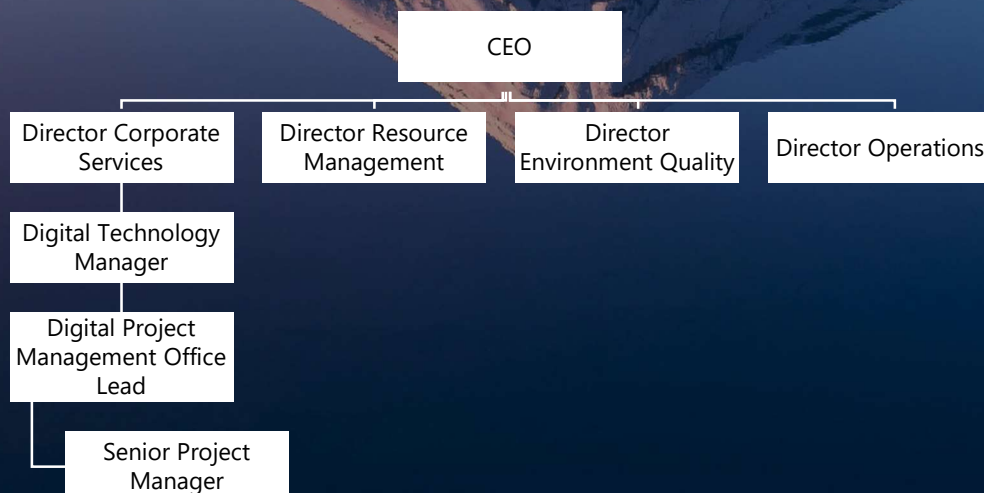 CEO
Director Corporate
Services
Director Resource
Management
Director
Environment Quality
Director Operations
Digital Technology
Manager
Digital Project
Management Office
Lead
Senior Project
Manager